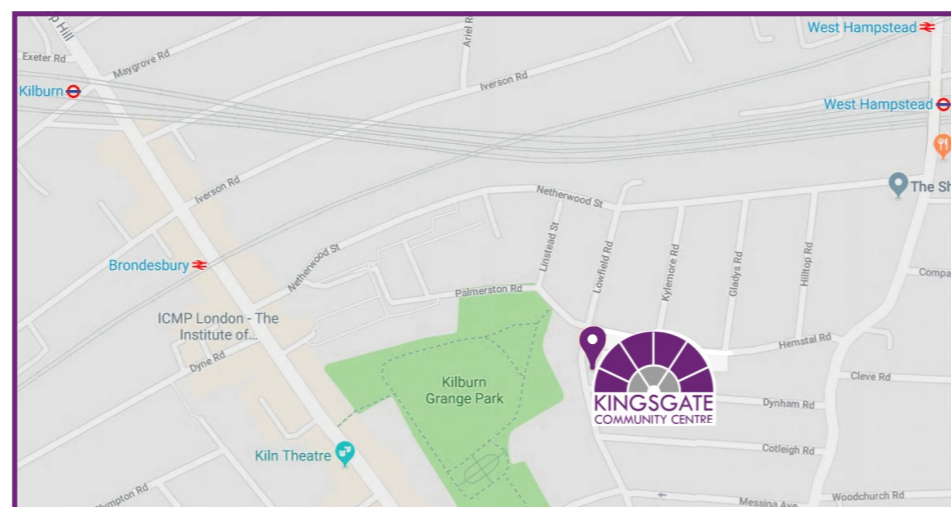 p Hill
Exeter Rd
Maygrove Rd
Ariel R
West Hampstead
Kilburn
Iverson Rd
West Hampstead
Iverson Rd
The Sh
Netherwood St
Brondesbury
Netherwood St
Linstead St
Lowfield Rd
Kylemore Rd
Gladys Rd
Hilltop Rd
Compa
Palmerston Rd
ICMP London - The
Institute of...
Dyne Rd
Hemstal Rd
Kilburn
Grange Park
KINGSGATE
COMMUNITY CENTRE
Cleve Rd
Dynham Rd
Kiln Theatre
Cotleigh Rd
lympton Rd
Messina Ave
Woodchurch Rd